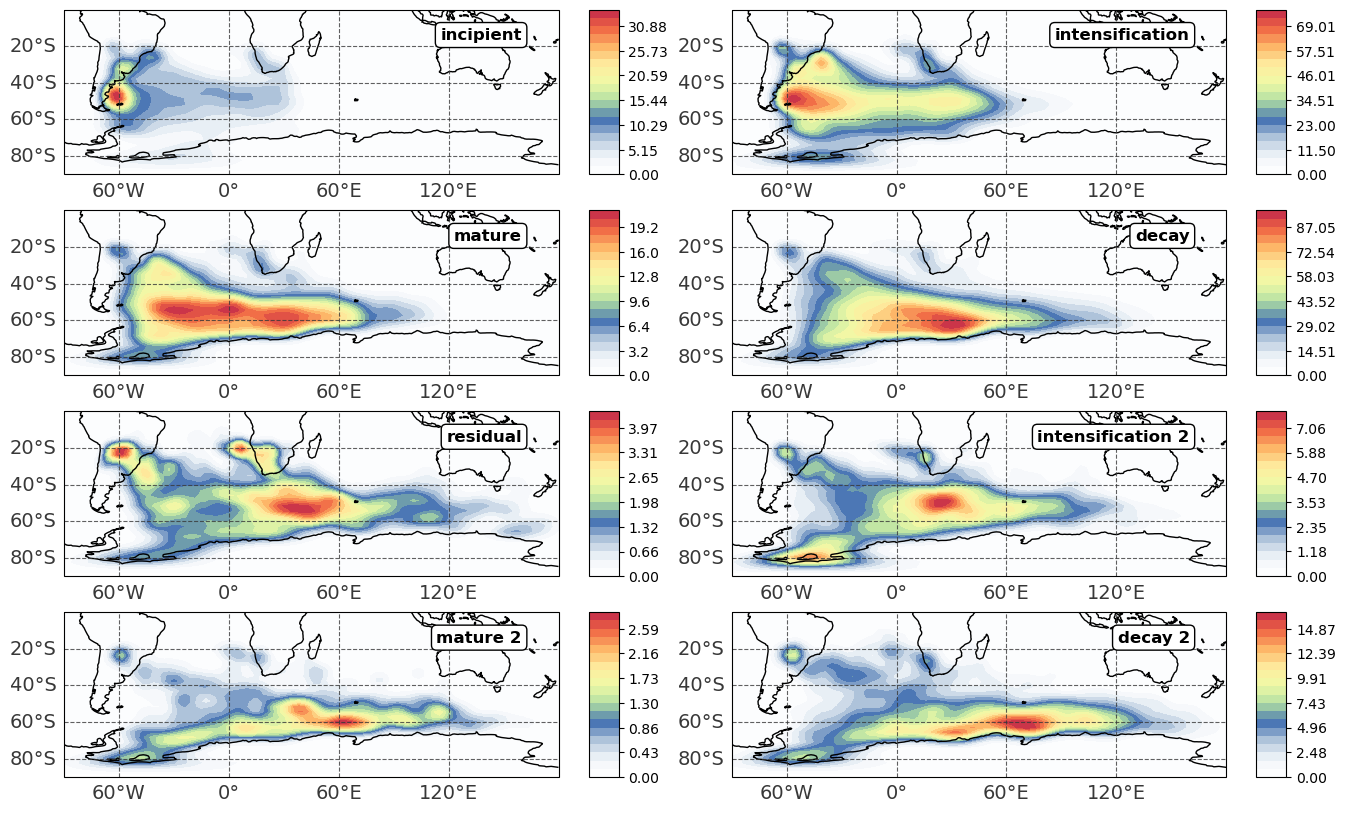 incipient
20°S
40°S
60°S
80°S
60°W 0° 60°E 120°E
30.88
25.73
20.59
15.44
10.29
5.15
0.00
intensification
20°S
40°S
60°S
80°S
60°W 0° 60°E 120°E
69.01
57.51
46.01
34.51
23.00
11.50
0.00
mature
20°S
40°S
60°S
80°S
60°W 0° 60°E 120°E
19.2
16.0
12.8
9.6
6.4
3.2
0.0
decay
20°S
40°S
60°S
80°S
60°W 0° 60°E 120°E
87.05
72.54
58.03
43.52
29.02
14.51
0.00
residual
20°S
40°S
60°S
80°S
60°W 0° 60°E 120°E
3.97
3.31
2.65
1.98
1.32
0.66
0.00
intensification 2
20°S
40°S
60°S
80°S
60°W 0° 60°E 120°E
7.06
5.88
4.70
3.53
2.35
1.18
0.00
mature 2
20°S
40°S
60°S
80°S
60°W 0° 60°E 120°E
2.59
2.16
1.73
1.30
0.86
0.43
0.00
decay 2
20°S
40°S
60°S
80°S
60°W 0° 60°E 120°E
14.87
12.39
9.91
7.43
4.96
2.48
0.00